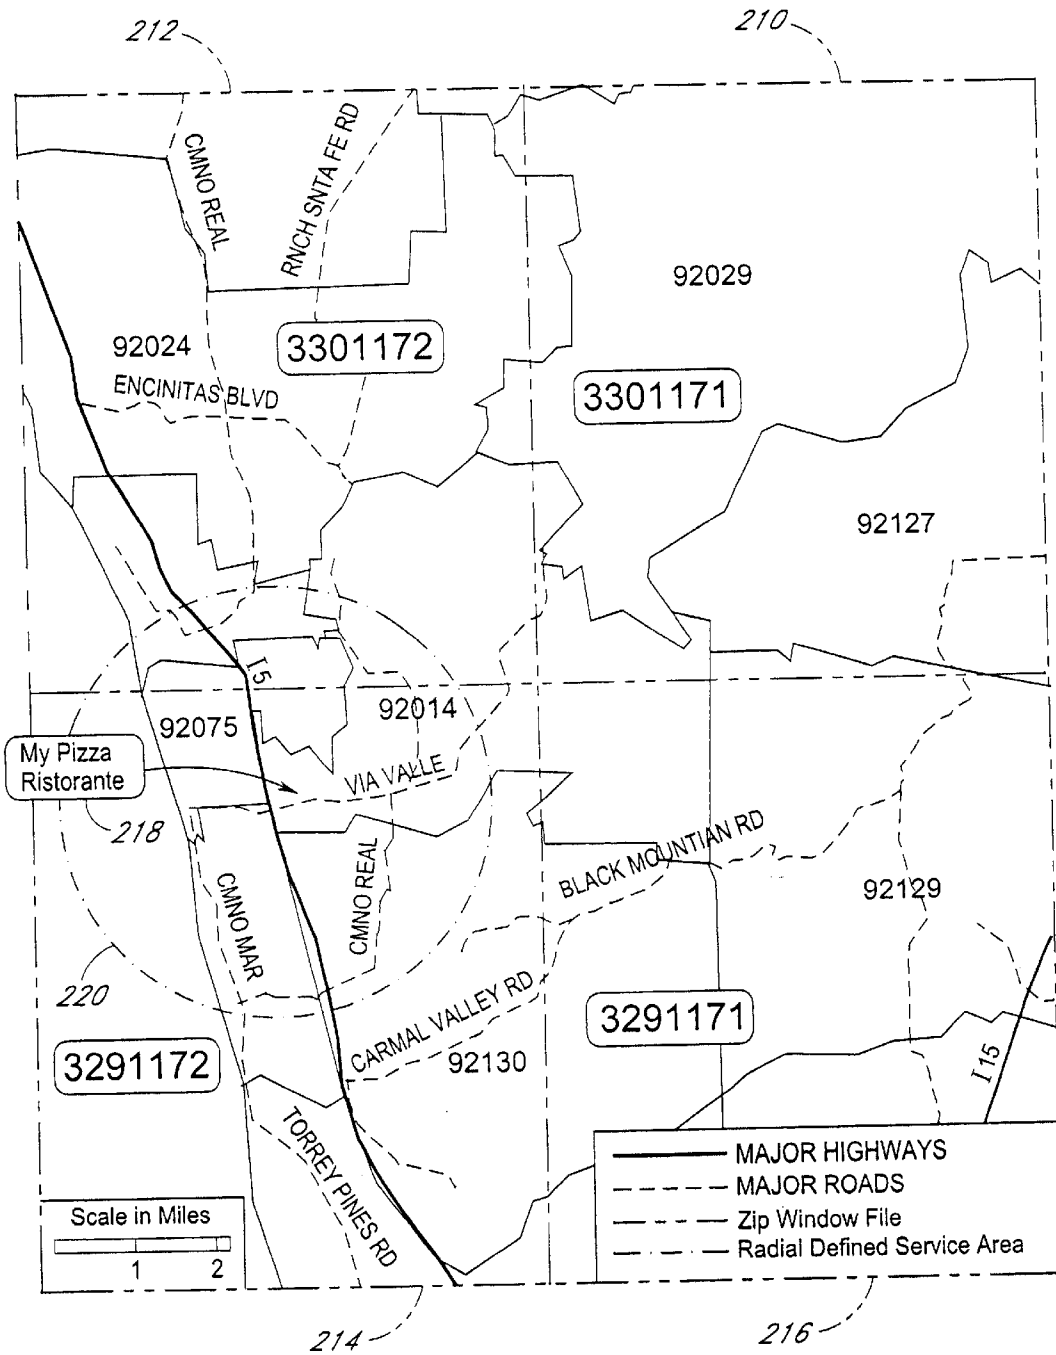 212
210
CMNO REAL
RNCH SNTA FE RD
92029
92024
3301172
3301171
ENCINITAS BLVD
92127
I5
92014
92075
My Pizza
Ristorante
VIA VALLE
218
BLACK MOUNTIAN RD
CMNO MAR
CMNO REAL
92129
220
CARMAL VALLEY RD
3291171
3291172
92130
I 15
TORREY PINES RD
MAJOR HIGHWAYS
MAJOR ROADS
Zip Window File
Radial Defined Service Area
Scale in Miles
1 2
214
216